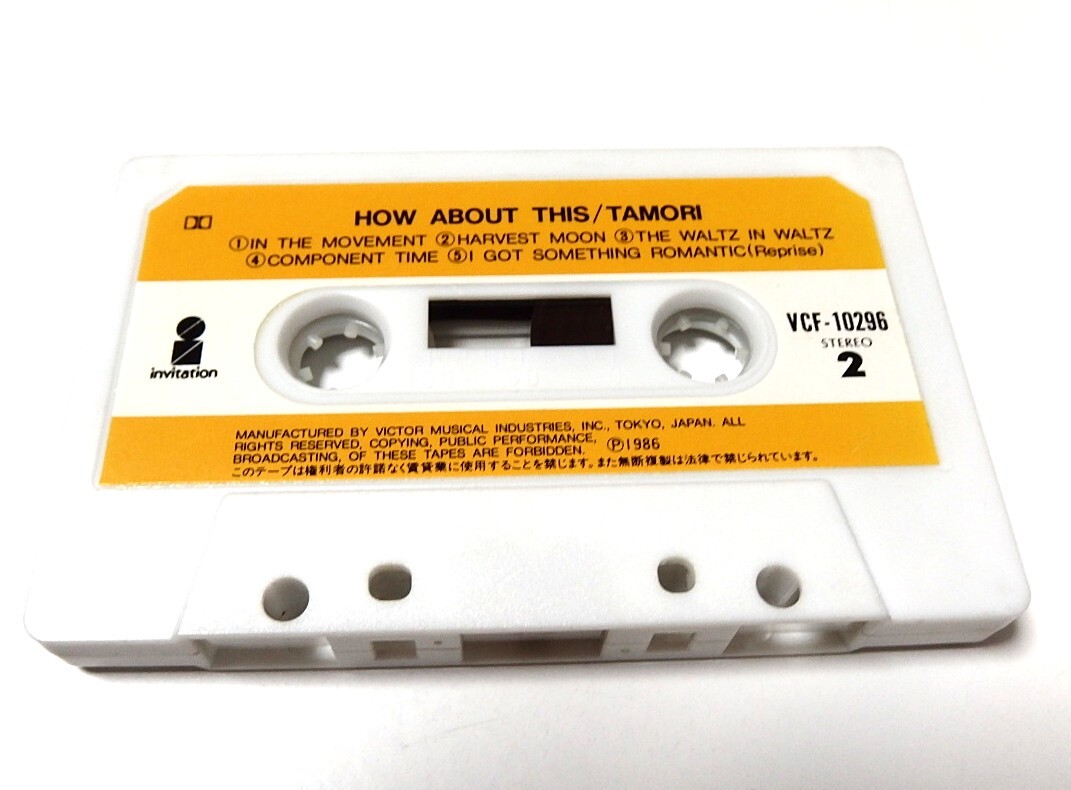 HOW ABOUT THIS/TAMORI
①IN THE MOVEMENT ②HARVEST MOON ③THE WALTZ IN WALTZ
④COMPONENT TIME ⑤I GOT SOMETHING ROMANTIC(Reprise)
invitation
VCF-10296
STEREO
2
MANUFACTURED BY VICTOR MUSICAL INDUSTRIES, INC., TOKYO, JAPAN. ALL
RIGHTS RESERVED, COPYING, PUBLIC PERFORMANCE,
BROADCASTING, OF THESE TAPES ARE FORBIDDEN.
Ⓟ1986
このテープは権利者の許諾なく賃貸業に使用することを禁じます。また無断複製は法律で禁じられています。